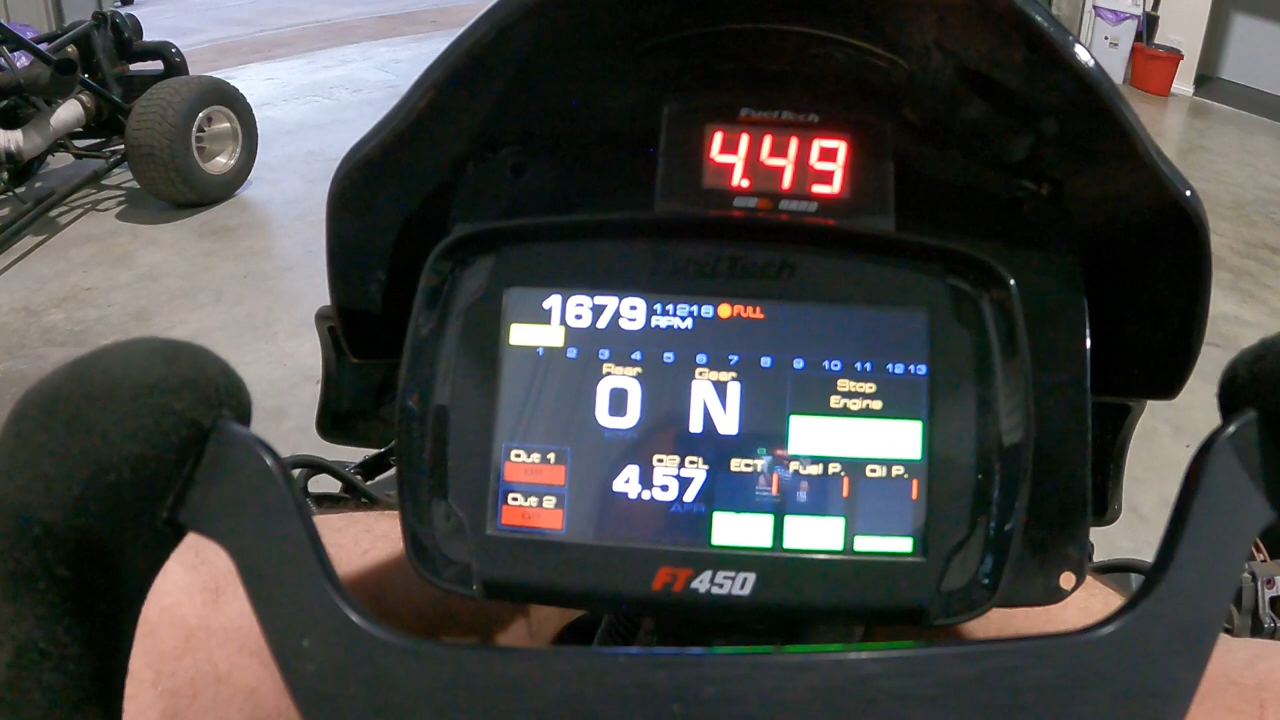 FuelTech
4.49
FuelTech
1679 RPM 11216 FULL
1 2 3 4 5 6 7 8 9 10 11 12 13
Rear Gear Stop Engine
0 N
Out 1
Out 2
O2 CL ECT Fuel P. Oil P.
4.57
FT450